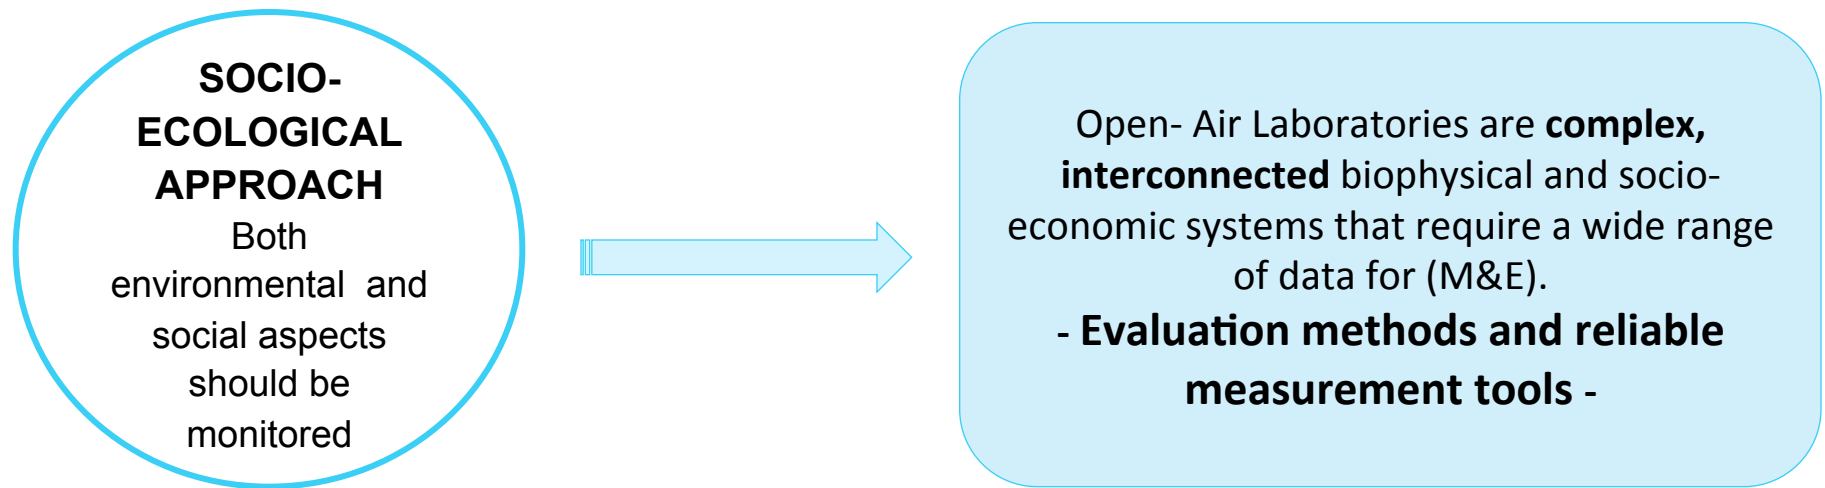 SOCIO-
ECOLOGICAL
APPROACH
Both
environmental and
social aspects
should be
monitored
Open- Air Laboratories are complex,
interconnected biophysical and socio-
economic systems that require a wide range
of data for (M&E).
- Evaluation methods and reliable
measurement tools -